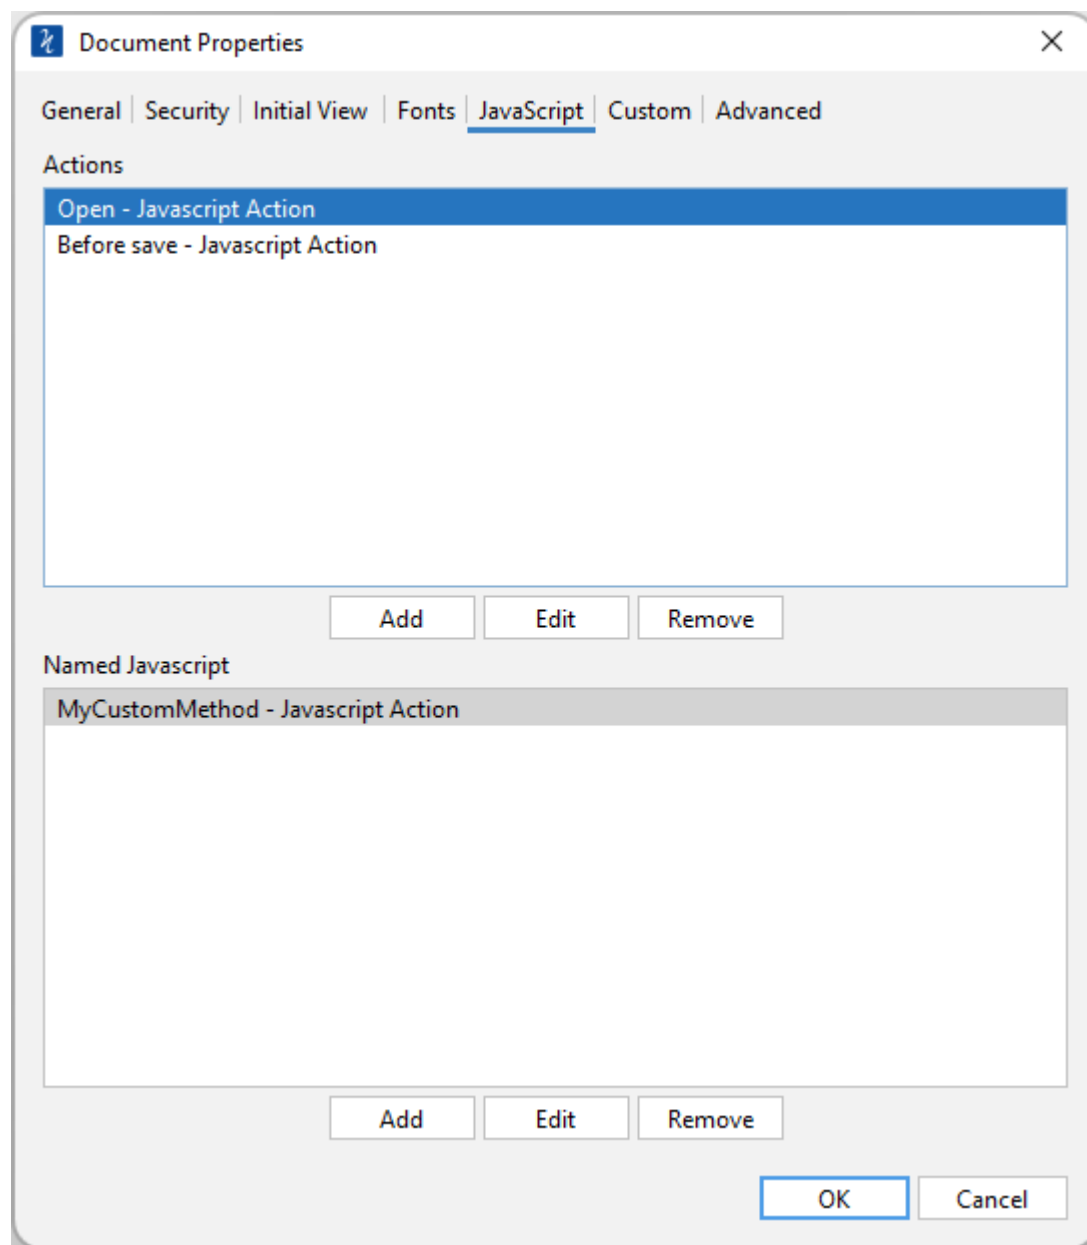 Document Properties
General Security Initial View Fonts JavaScript Custom Advanced
Actions
Open - Javascript Action
Before save - Javascript Action
Add Edit Remove
Named Javascript
MyCustomMethod - Javascript Action
Add Edit Remove
OK Cancel